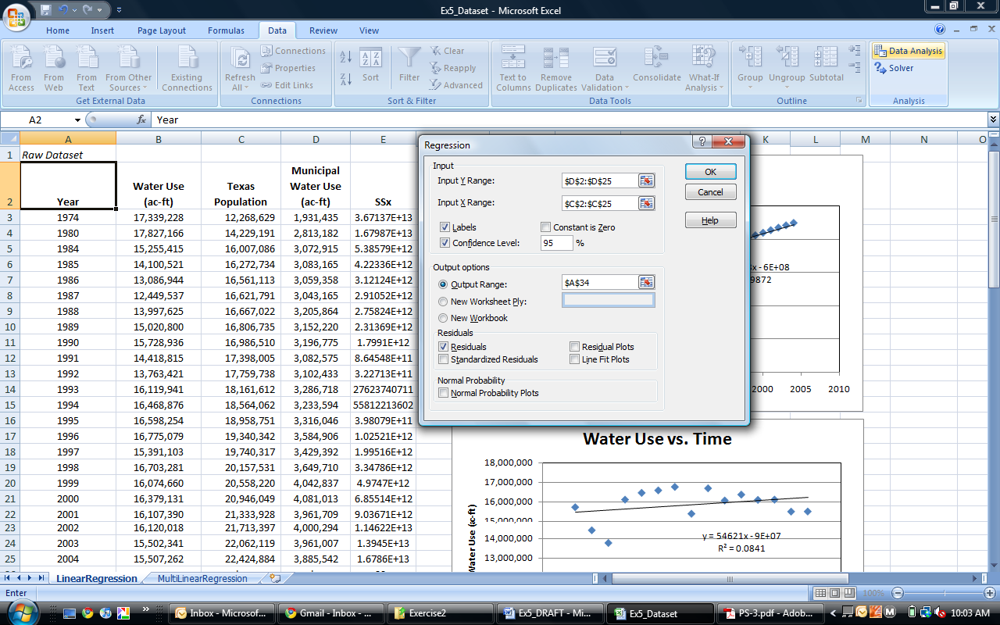 Ex5_Dataset - Microsoft Excel
Home Insert Page Layout Formulas Data Review View
From Access From Web From Text From Other Sources Existing Connections
Get External Data
Refresh All Connections Properties Edit Links
Connections
Sort Filter Clear Reapply Advanced
Sort & Filter
Text to Columns Remove Duplicates Data Validation Consolidate What-If Analysis
Data Tools
Group Ungroup Subtotal
Outline
Data Analysis
Solver
Analysis
A2 fx Year
A B C D E K L M N O
1 Raw Dataset
2 Year Water Use (ac-ft) Texas Population Municipal Water Use (ac-ft) SSx
3 1974 17,339,228 12,268,629 1,931,435 3.67137E+13
4 1980 17,827,166 14,229,191 2,813,182 1.67987E+13
5 1984 15,255,415 16,007,086 3,072,915 5.38579E+12
6 1985 14,100,521 16,272,734 3,083,165 4.22336E+12
7 1986 13,086,944 16,561,113 3,059,358 3.12124E+12
8 1987 12,449,537 16,621,791 3,043,165 2.91052E+12
9 1988 13,997,625 16,667,022 3,205,864 2.75824E+12
10 1989 15,020,800 16,806,735 3,152,220 2.31369E+12
11 1990 15,728,936 16,986,510 3,196,775 1.7991E+12
12 1991 14,418,815 17,398,005 3,082,575 8.64548E+11
13 1992 13,763,421 17,759,738 3,102,433 3.22713E+11
14 1993 16,119,941 18,161,612 3,286,718 27623740711
15 1994 16,468,876 18,564,062 3,233,594 55812213602
16 1995 16,598,254 18,958,751 3,316,046 3.98079E+11
17 1996 16,775,079 19,340,342 3,584,906 1.02521E+12
18 1997 15,391,103 19,740,317 3,429,392 1.99516E+12
19 1998 16,703,281 20,157,531 3,649,710 3.34786E+12
20 1999 16,074,660 20,558,220 4,042,837 4.9747E+12
21 2000 16,379,131 20,946,049 4,081,013 6.85514E+12
22 2001 16,107,390 21,333,928 3,961,709 9.03671E+12
23 2002 16,120,018 21,713,397 4,000,294 1.14622E+13
24 2003 15,502,341 22,062,119 3,961,007 1.3945E+13
25 2004 15,507,262 22,424,884 3,885,542 1.6786E+13
Regression
Input
Input Y Range: $D$2:$D$25
Input X Range: $C$2:$C$25
Labels Constant is Zero
Confidence Level: 95 %
OK
Cancel
Help
Output options
Output Range: $A$34
New Worksheet Ply:
New Workbook
Residuals
Residuals Residual Plots
Standardized Residuals Line Fit Plots
Normal Probability
Normal Probability Plots
x - 6E+08
9872
2000 2005 2010
Water Use vs. Time
Water Use (ac-ft)
18,000,000
17,000,000
16,000,000
15,000,000
14,000,000
13,000,000
y = 54621x - 9E+07
R² = 0.0841
LinearRegression MultiLinearRegression
Enter 100%
Inbox - Microsof... Gmail - Inbox - ... Exercise2 Ex5_DRAFT - Mi... Ex5_Dataset PS-3.pdf - Adob... 10:03 AM